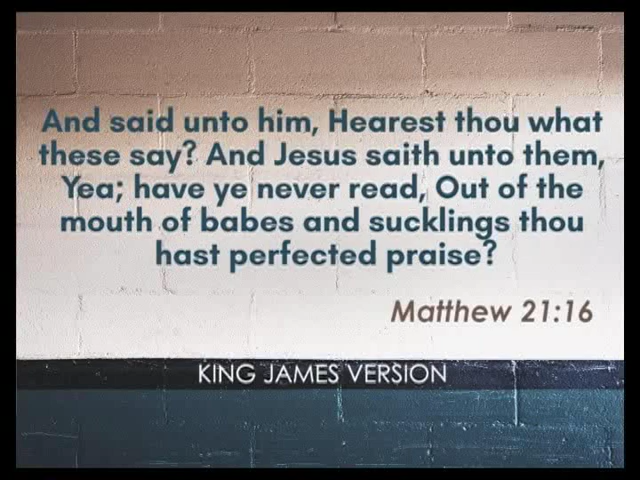 And said unto him, Hearest thou what
these say? And Jesus saith unto them,
Yea; have ye never read, Out of the
mouth of babes and sucklings thou
hast perfected praise?
Matthew 21:16
KING JAMES VERSION